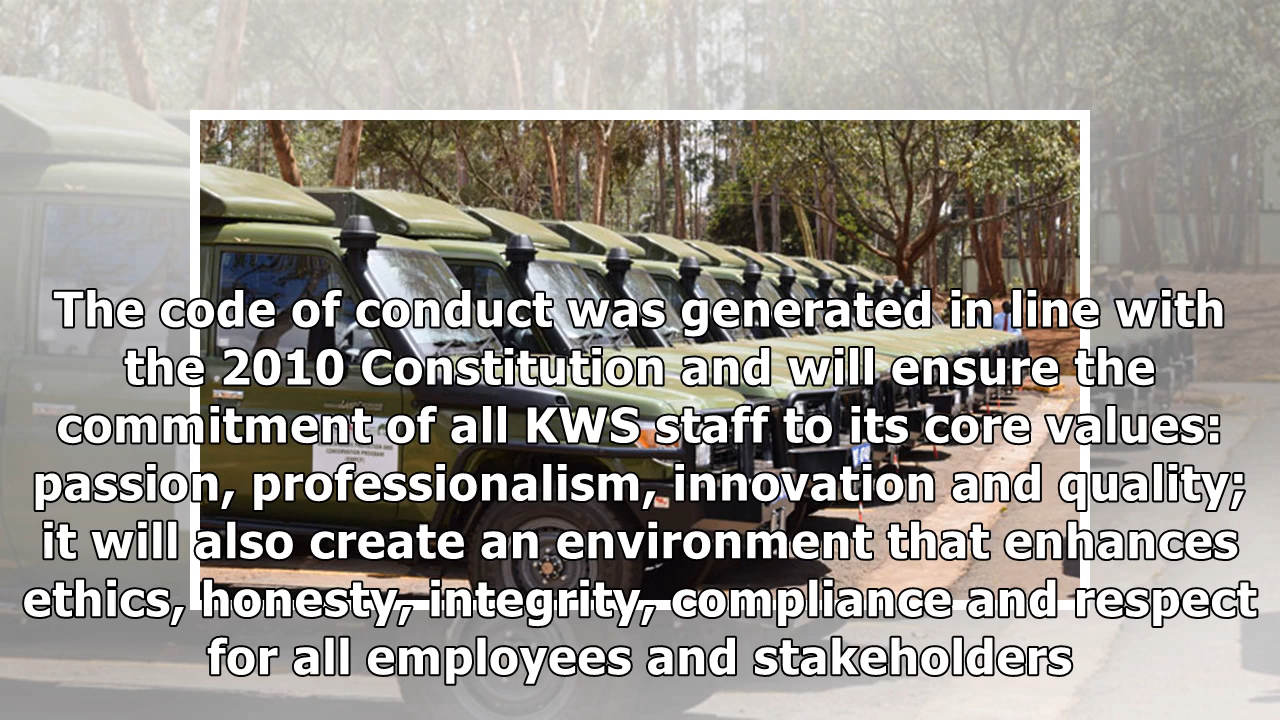 The code of conduct was generated in line with
the 2010 Constitution and will ensure the
commitment of all KWS staff to its core values:
passion, professionalism, innovation and quality;
it will also create an environment that enhances
ethics, honesty, integrity, compliance and respect
for all employees and stakeholders
CONSERVATION PROGRAM